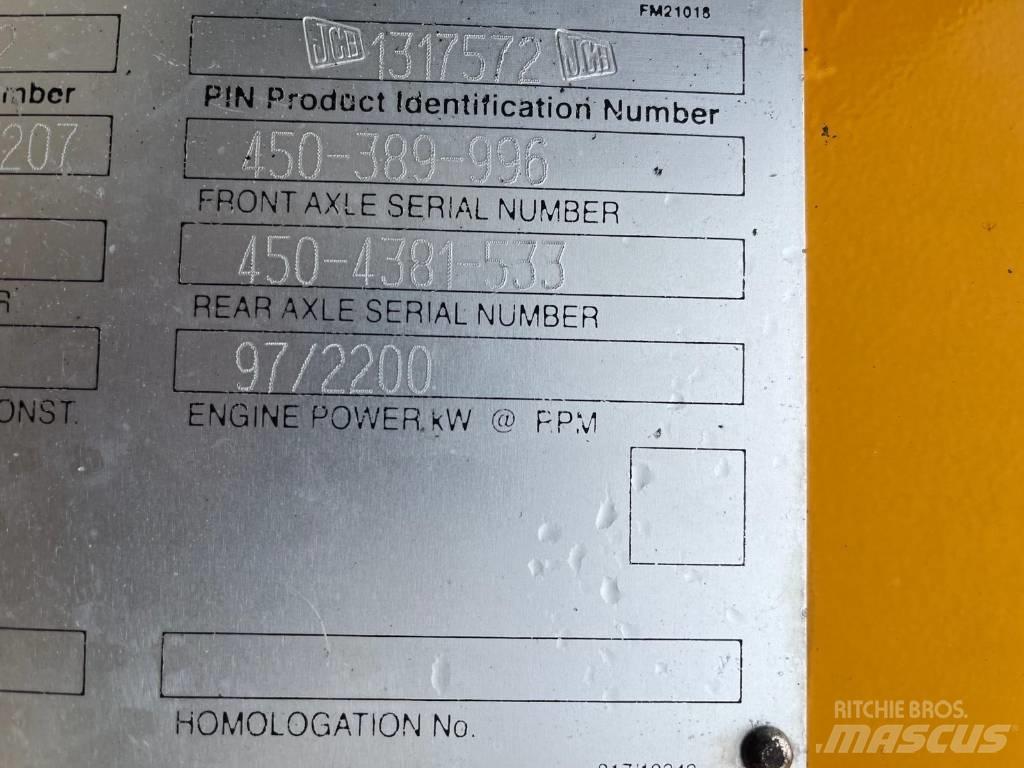 FM21018
2
JCB 1317572 JCB
mber
PIN Product Identification Number
207
450-389-996
FRONT AXLE SERIAL NUMBER
450-4381-533
R
REAR AXLE SERIAL NUMBER
97/2200
ONST.
ENGINE POWER kW @ RPM
HOMOLOGATION No.
RITCHIE BROS.
MASCUS